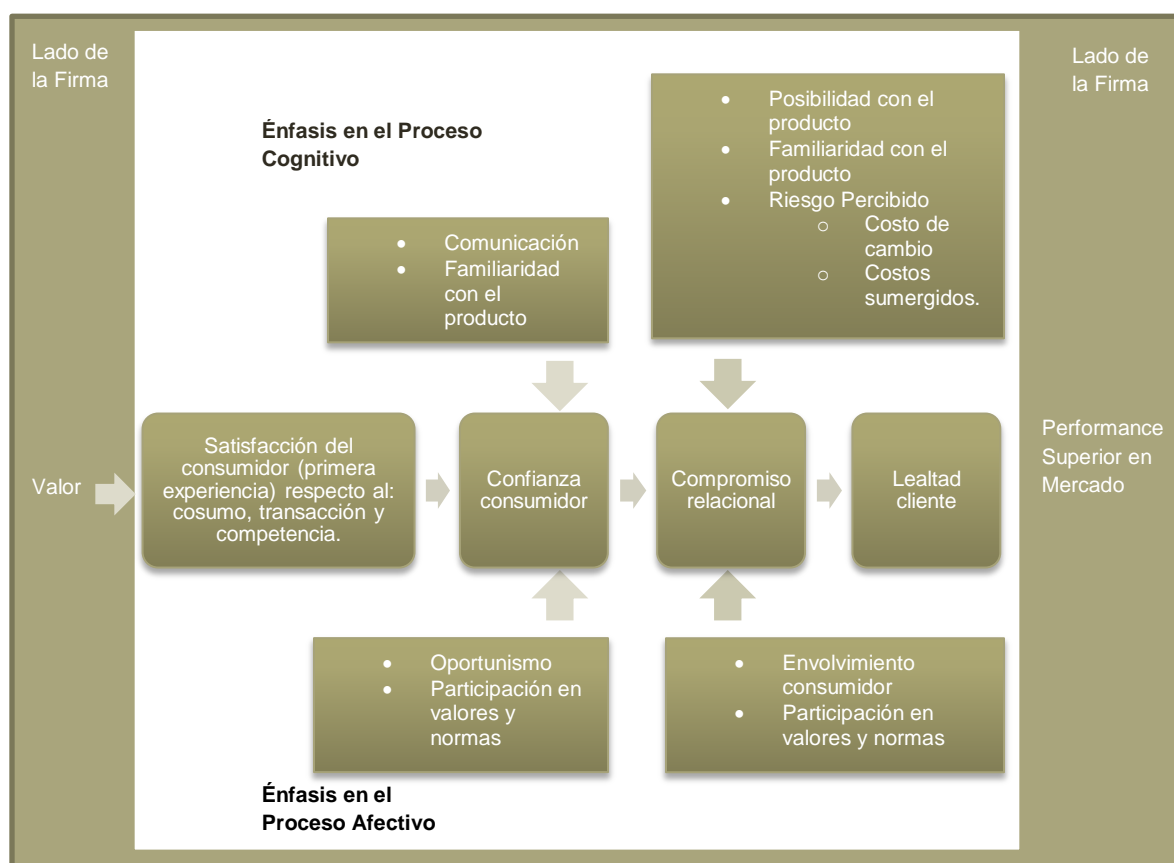 Lado de
la Firma
Lado de
la Firma
Énfasis en el Proceso
Cognitivo
• Posibilidad con el
producto
• Familiaridad con el
producto
• Riesgo Percibido
o Costo de
cambio
o Costos
sumergidos.
• Comunicación
• Familiaridad
con el
producto
Valor
Satisfacción del
consumidor (primera
experiencia) respecto al:
cosumo, transacción y
competencia.
Confianza
consumidor
Compromiso
relacional
Lealtad
cliente
Performance
Superior en
Mercado
• Oportunismo
• Participación en
valores y
normas
• Envolvimiento
consumidor
• Participación en
valores y normas
Énfasis en el
Proceso Afectivo